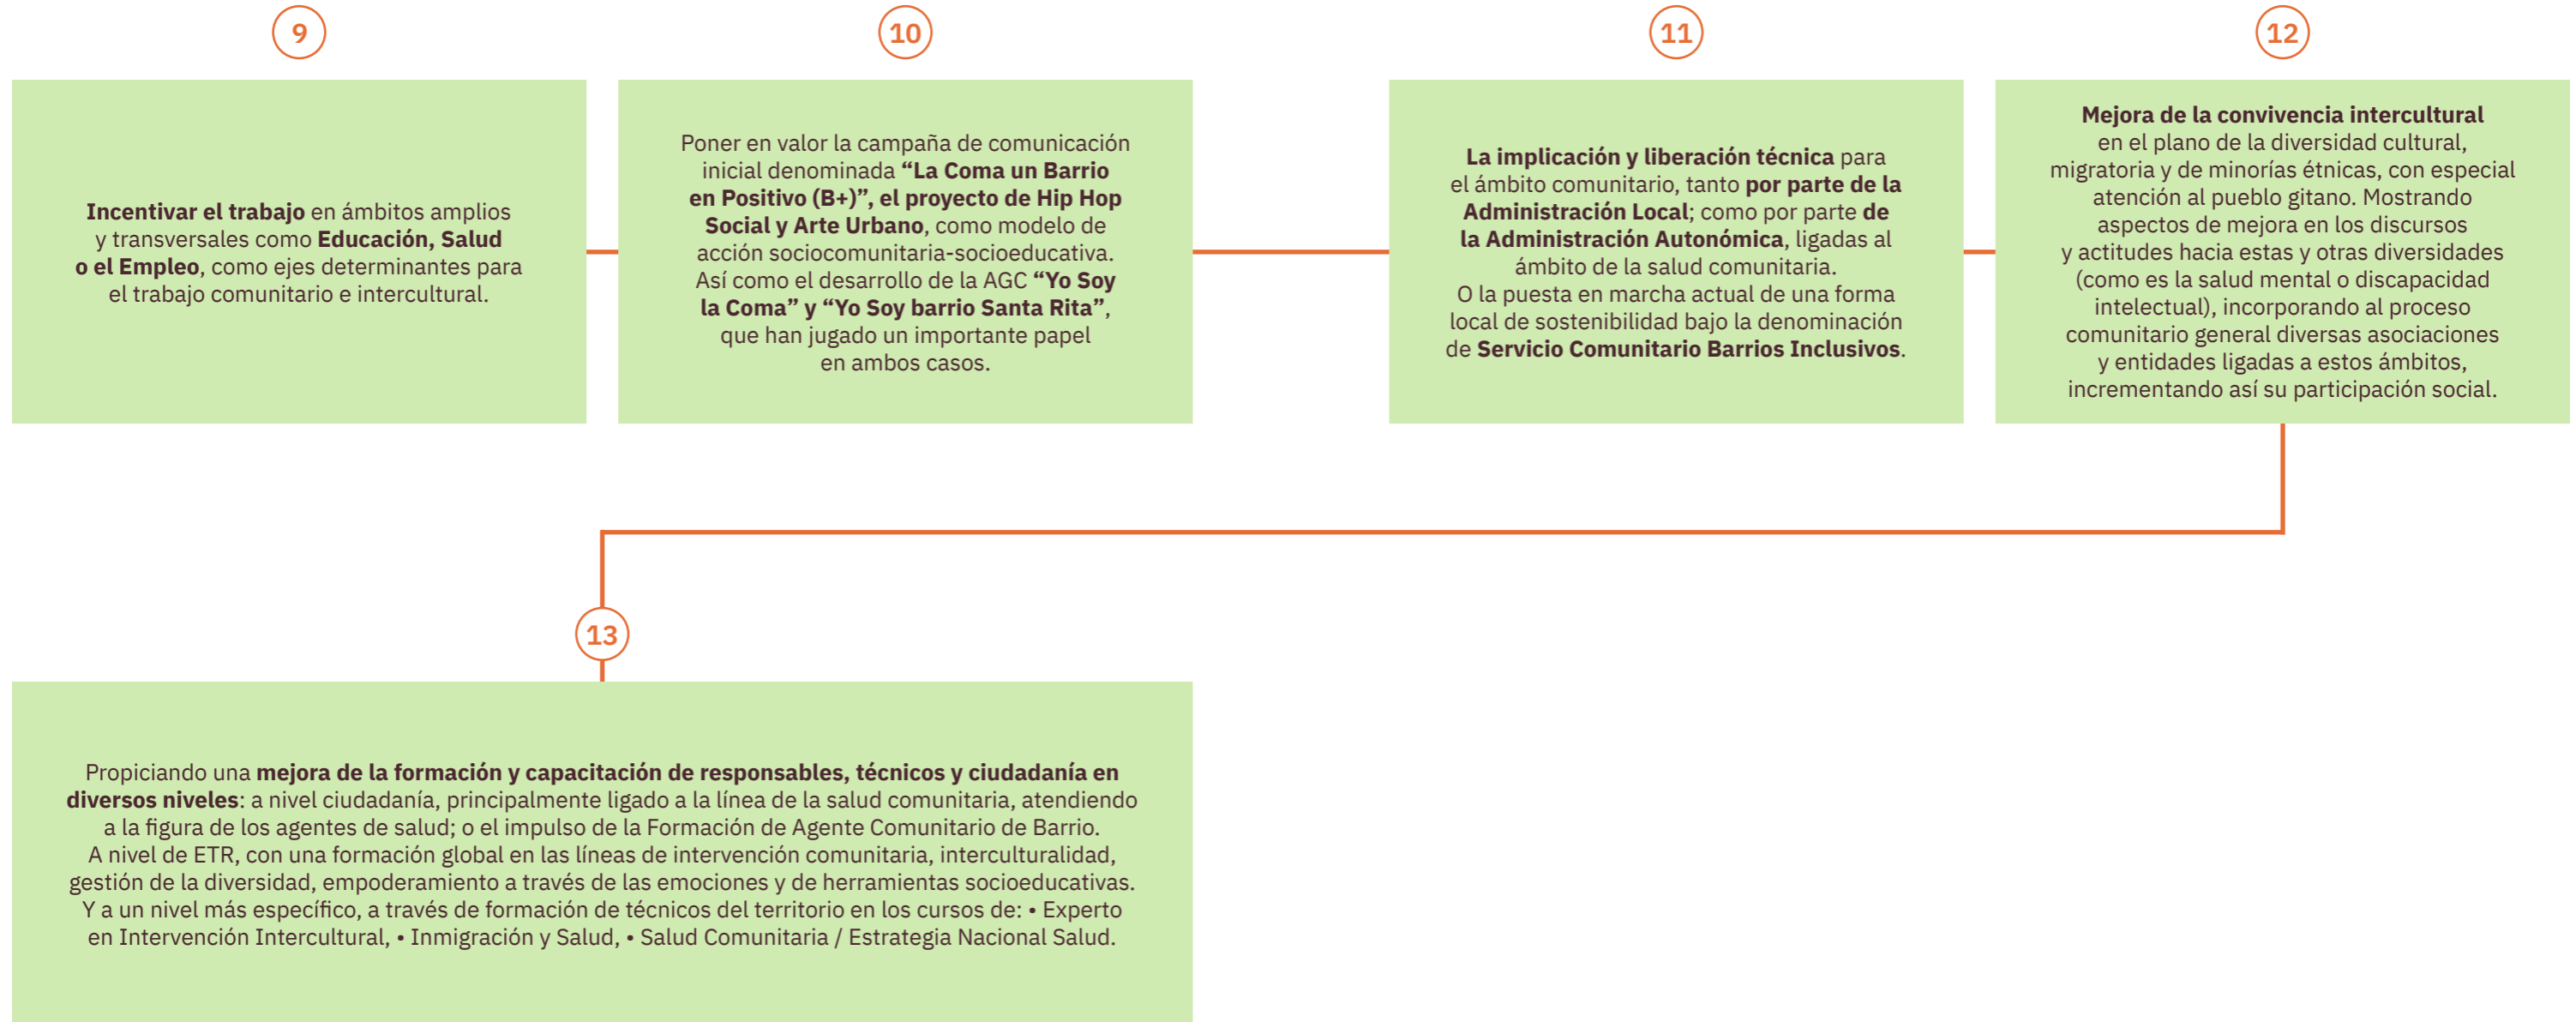 9
Incentivar el trabajo en ámbitos amplios
y transversales como Educación, Salud
o el Empleo, como ejes determinantes para
el trabajo comunitario e intercultural.
10
Poner en valor la campaña de comunicación
inicial denominada “La Coma un Barrio
en Positivo (B+)”, el proyecto de Hip Hop
Social y Arte Urbano, como modelo de
acción sociocomunitaria-socioeducativa.
Así como el desarrollo de la AGC “Yo Soy
la Coma” y “Yo Soy barrio Santa Rita”,
que han jugado un importante papel
en ambos casos.
11
La implicación y liberación técnica para
el ámbito comunitario, tanto por parte de la
Administración Local; como por parte de
la Administración Autonómica, ligadas al
ámbito de la salud comunitaria.
O la puesta en marcha actual de una forma
local de sostenibilidad bajo la denominación
de Servicio Comunitario Barrios Inclusivos.
12
Mejora de la convivencia intercultural
en el plano de la diversidad cultural,
migratoria y de minorías étnicas, con especial
atención al pueblo gitano. Mostrando
aspectos de mejora en los discursos
y actitudes hacia estas y otras diversidades
(como es la salud mental o discapacidad
intelectual), incorporando al proceso
comunitario general diversas asociaciones
y entidades ligadas a estos ámbitos,
incrementando así su participación social.
13
Propiciando una mejora de la formación y capacitación de responsables, técnicos y ciudadanía en
diversos niveles: a nivel ciudadanía, principalmente ligado a la línea de la salud comunitaria, atendiendo
a la figura de los agentes de salud; o el impulso de la Formación de Agente Comunitario de Barrio.
A nivel de ETR, con una formación global en las líneas de intervención comunitaria, interculturalidad,
gestión de la diversidad, empoderamiento a través de las emociones y de herramientas socioeducativas.
Y a un nivel más específico, a través de formación de técnicos del territorio en los cursos de: • Experto
en Intervención Intercultural, • Inmigración y Salud, • Salud Comunitaria / Estrategia Nacional Salud.